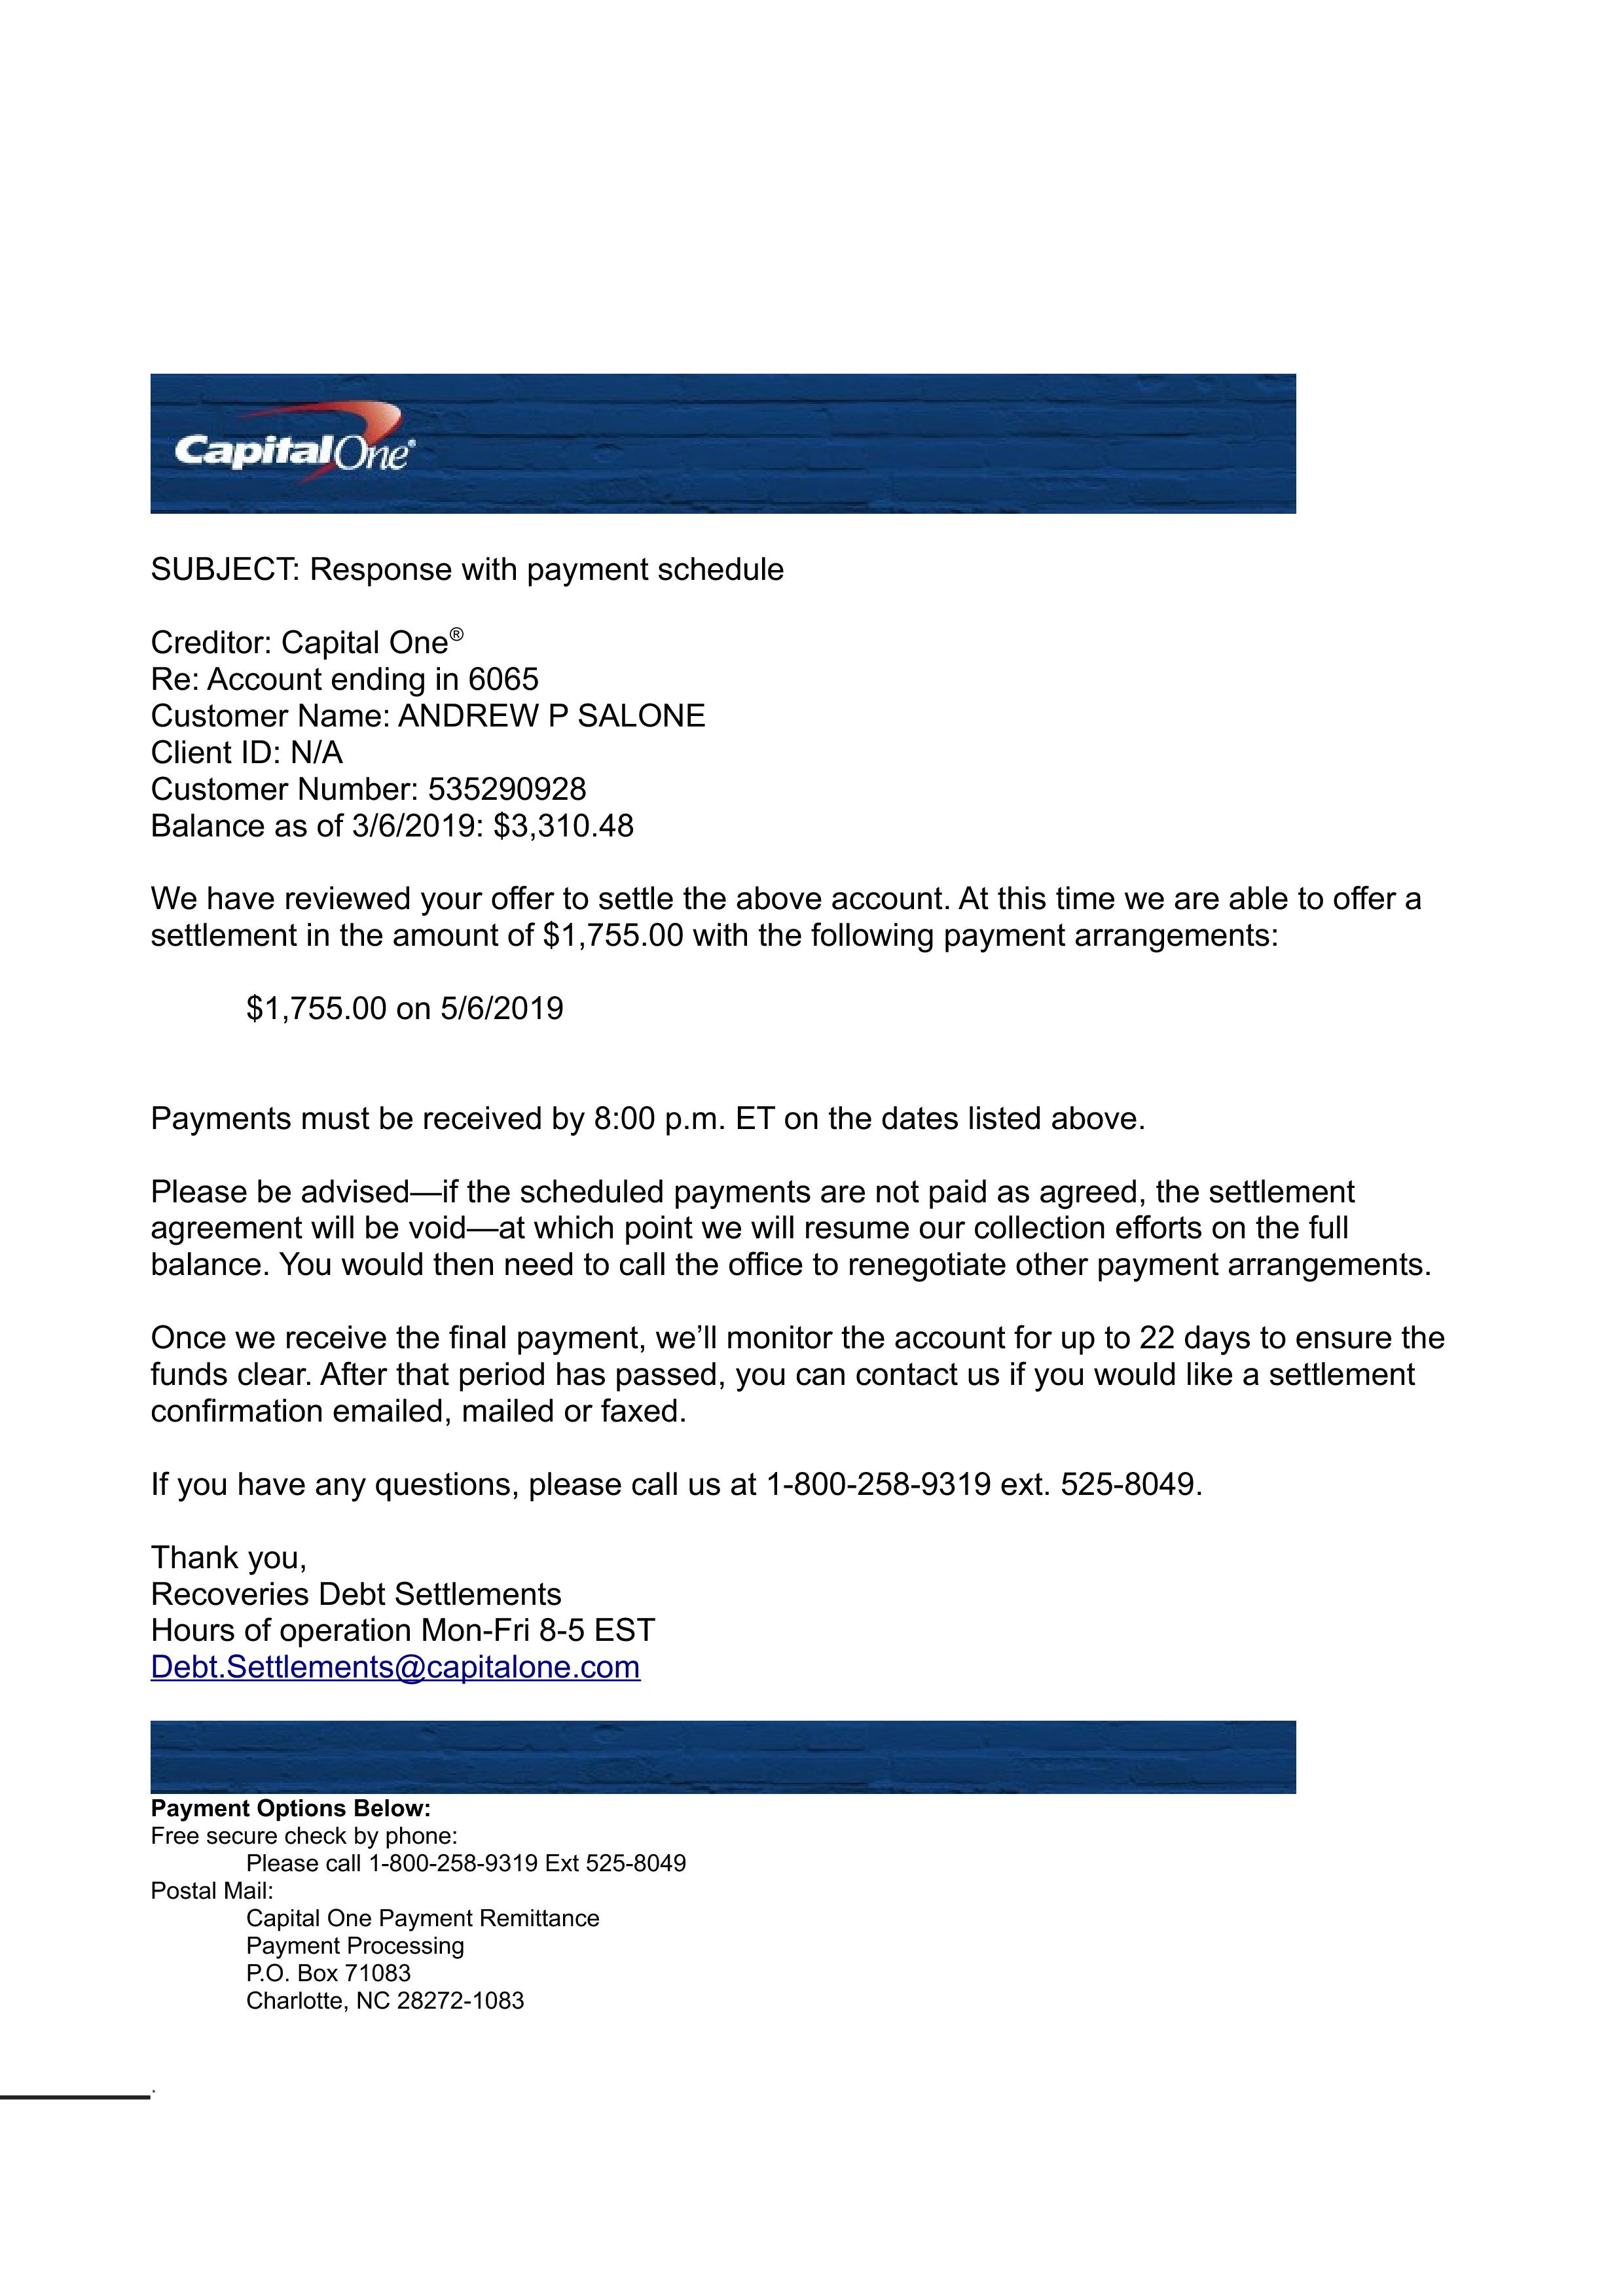 CapitalOne®
SUBJECT: Response with payment schedule
Creditor: Capital One®
Re: Account ending in 6065
Customer Name: ANDREW P SALONE
Client ID: N/A
Customer Number: 535290928
Balance as of 3/6/2019: $3,310.48
We have reviewed your offer to settle the above account. At this time we are able to offer a
settlement in the amount of $1,755.00 with the following payment arrangements:
$1,755.00 on 5/6/2019
Payments must be received by 8:00 p.m. ET on the dates listed above.
Please be advised—if the scheduled payments are not paid as agreed, the settlement
agreement will be void—at which point we will resume our collection efforts on the full
balance. You would then need to call the office to renegotiate other payment arrangements.
Once we receive the final payment, we’ll monitor the account for up to 22 days to ensure the
funds clear. After that period has passed, you can contact us if you would like a settlement
confirmation emailed, mailed or faxed.
If you have any questions, please call us at 1-800-258-9319 ext. 525-8049.
Thank you,
Recoveries Debt Settlements
Hours of operation Mon-Fri 8-5 EST
Debt.Settlements@capitalone.com
Payment Options Below:
Free secure check by phone:
Please call 1-800-258-9319 Ext 525-8049
Postal Mail:
Capital One Payment Remittance
Payment Processing
P.O. Box 71083
Charlotte, NC 28272-1083
.